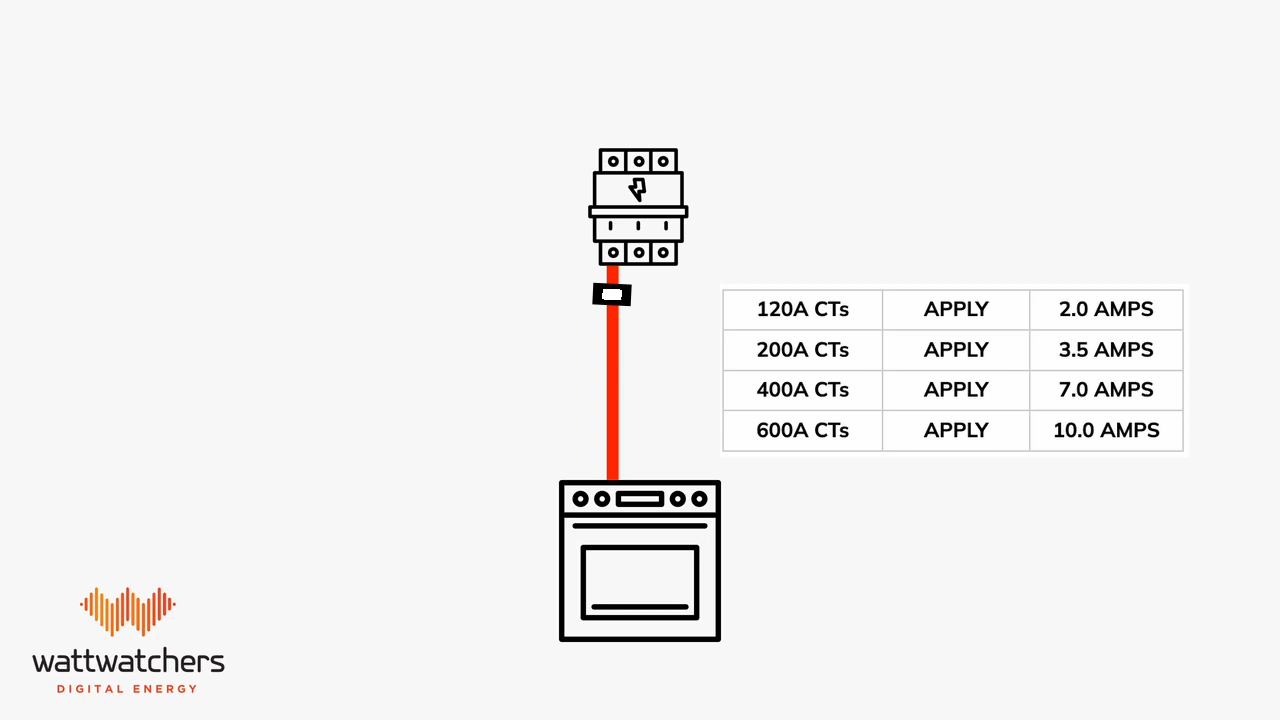 120A CTs APPLY 2.0 AMPS
200A CTs APPLY 3.5 AMPS
400A CTs APPLY 7.0 AMPS
600A CTs APPLY 10.0 AMPS
wattwatchers
DIGITAL ENERGY